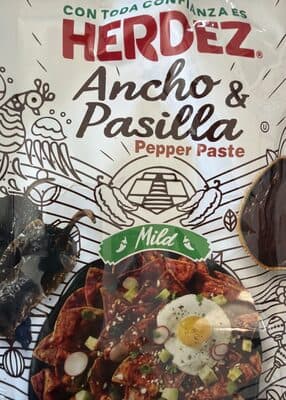 CON TODA CONFIANZA ES
HERDEZ®
Ancho &
Pasilla
Pepper Paste
Mild